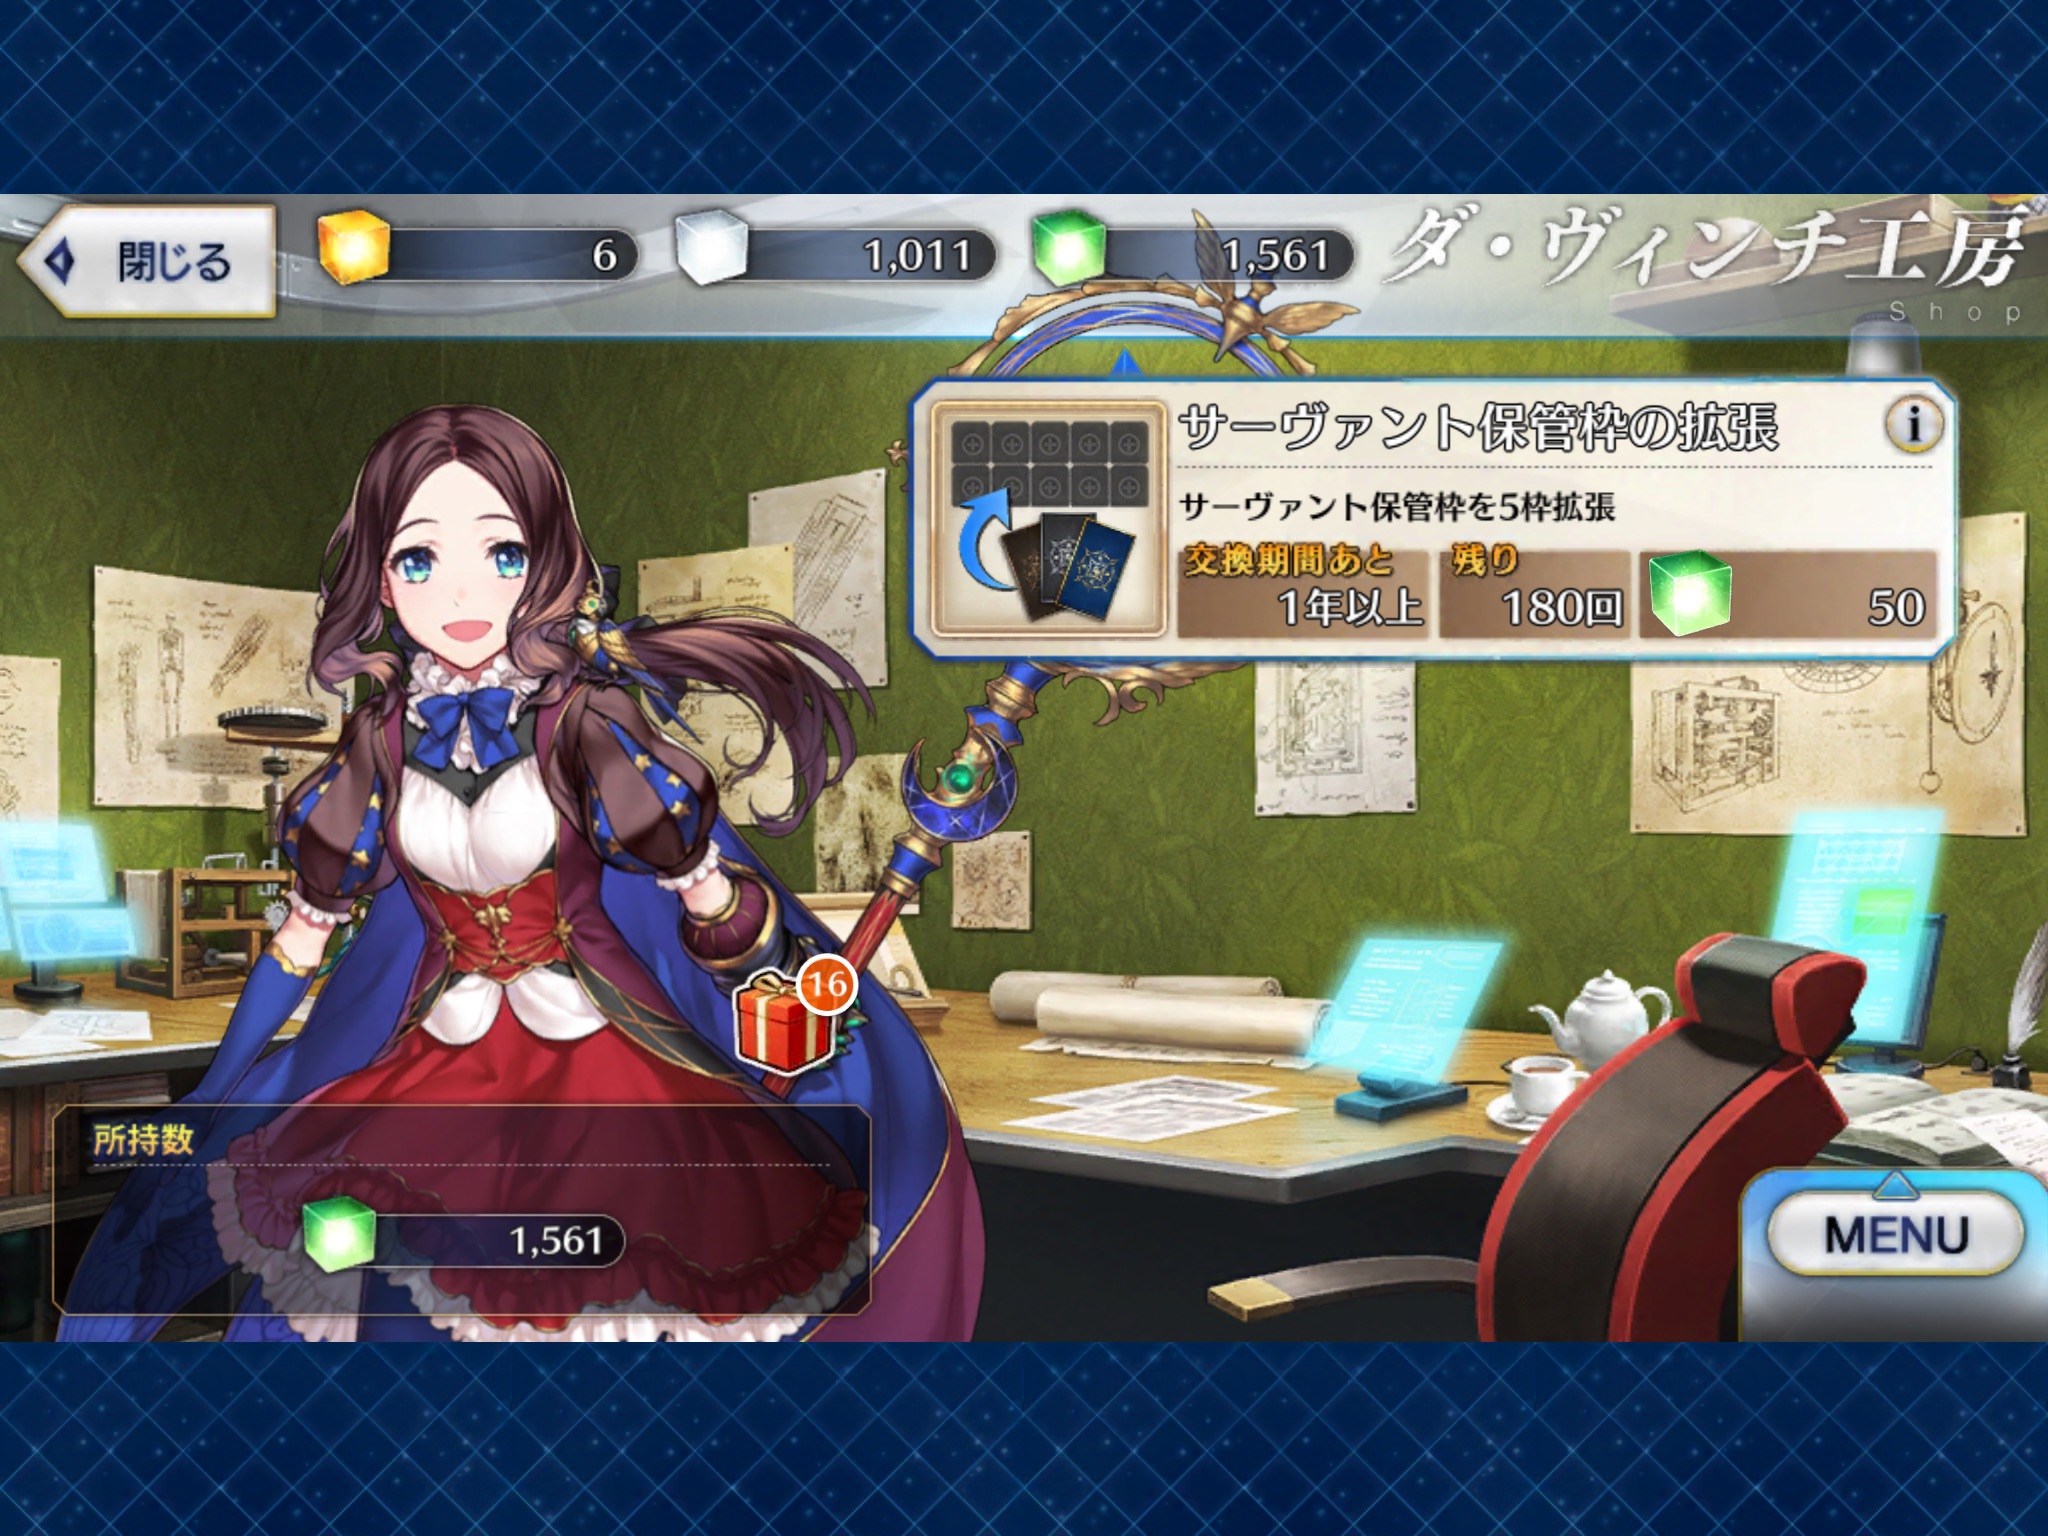 閉じる
6
1,011
1,561
ダ・ヴィンチ工房
Shop
サーヴァント保管枠の拡張
i
サーヴァント保管枠を5枠拡張
交換期間あと
1年以上
残り
180回
50
16
所持数
1,561
MENU